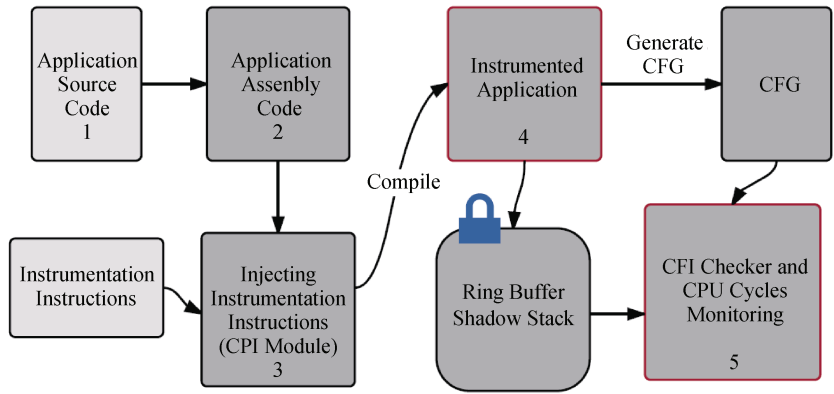 Application
Source
Code
1
Application
Assenbly
Code
2
Instrumented
Application
4
Generate
CFG
CFG
Compile
Instrumentation
Instructions
Injecting
Instrumentation
Instructions
(CPI Module)
3
Ring Buffer
Shadow Stack
CFI Checker and
CPU Cycles
Monitoring
5